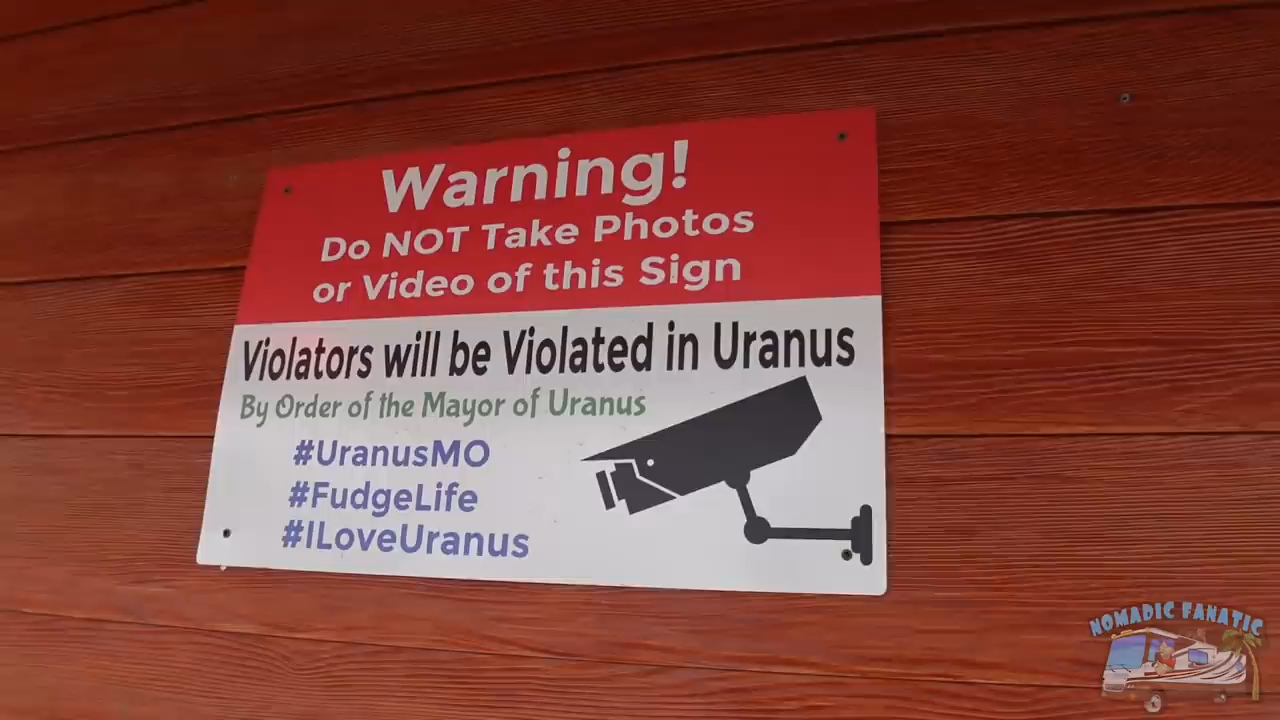 Warning!
Do NOT Take Photos
or Video of this Sign
Violators will be Violated in Uranus
By Order of the Mayor of Uranus
#UranusMO
#FudgeLife
#ILoveUranus
NOMADIC FANATIC